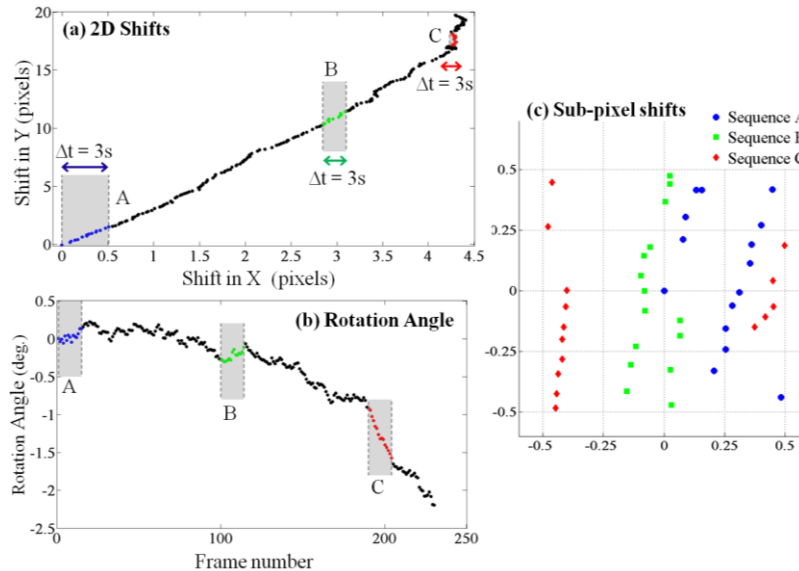 (a) 2D Shifts
Shift in Y (pixels)
20
15
10
5
0
Δt = 3s
A
B
Δt = 3s
C
Δt = 3s
0
0.5
1
1.5
2
2.5
3
3.5
4
4.5
Shift in X (pixels)
(b) Rotation Angle
Rotation Angle (deg.)
0.5
0
-0.5
-1
-1.5
-2
-2.5
A
B
C
0
100
200
250
Frame number
(c) Sub-pixel shifts
Sequence A
Sequence
Sequence
0.5
0.25
0
-0.25
-0.5
-0.5
-0.25
0
0.25
0.5